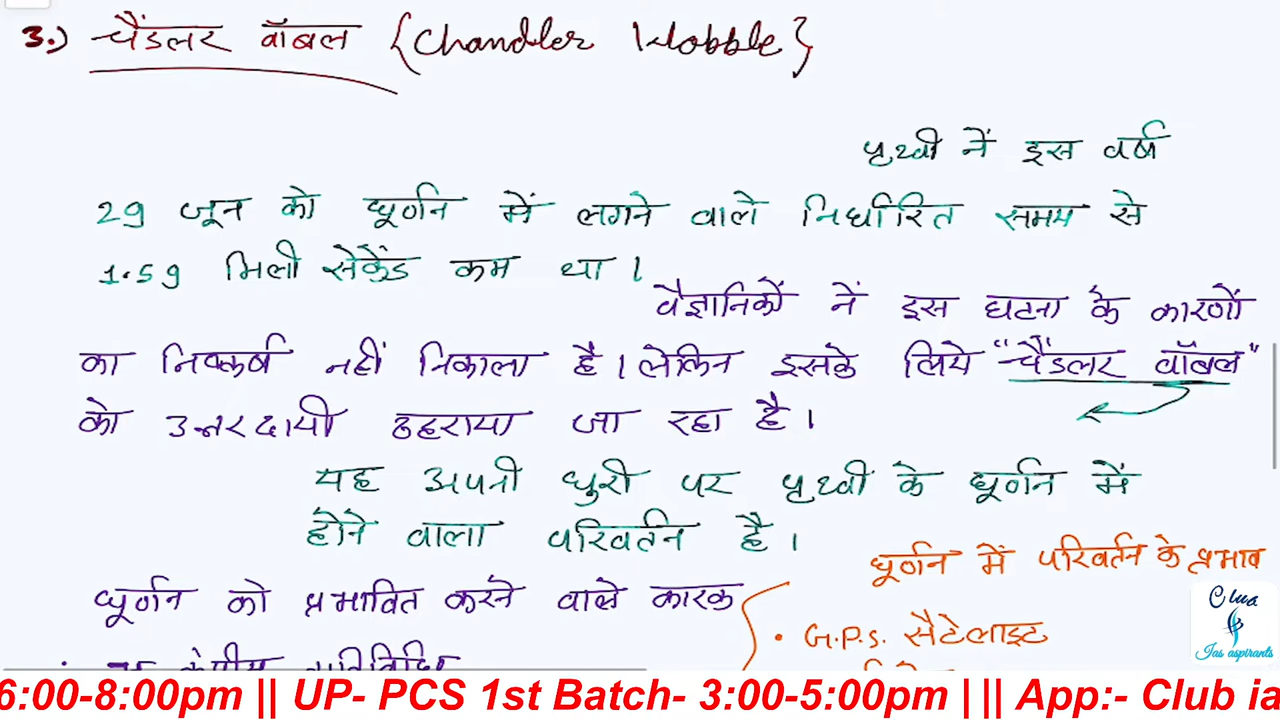 3.) चैंडलर वॉबल {Chandler Wobble}
पृथ्वी नें इस वर्ष
29 जून को घूर्णन में लगने वाले निर्धारित समय से
1.59 मिली सेकेंड कम था।
वैज्ञानिकों नें इस घटना के कारणों
का निष्कर्ष नहीं निकाला है। लेकिन इसके लिये "चैंडलर वॉबल"
को उत्तरदायी ठहराया जा रहा है।
यह अपनी धुरी पर पृथ्वी के घूर्णन में
होने वाला परिवर्तन है।
घूर्णन में परिवर्तन के प्रभाव
घूर्णन को प्रभावित करने वाले कारक
• G.P.S. सैटेलाइट
Club
Ias aspirants
6:00-8:00pm || UP- PCS 1st Batch- 3:00-5:00pm | || App:- Club ia